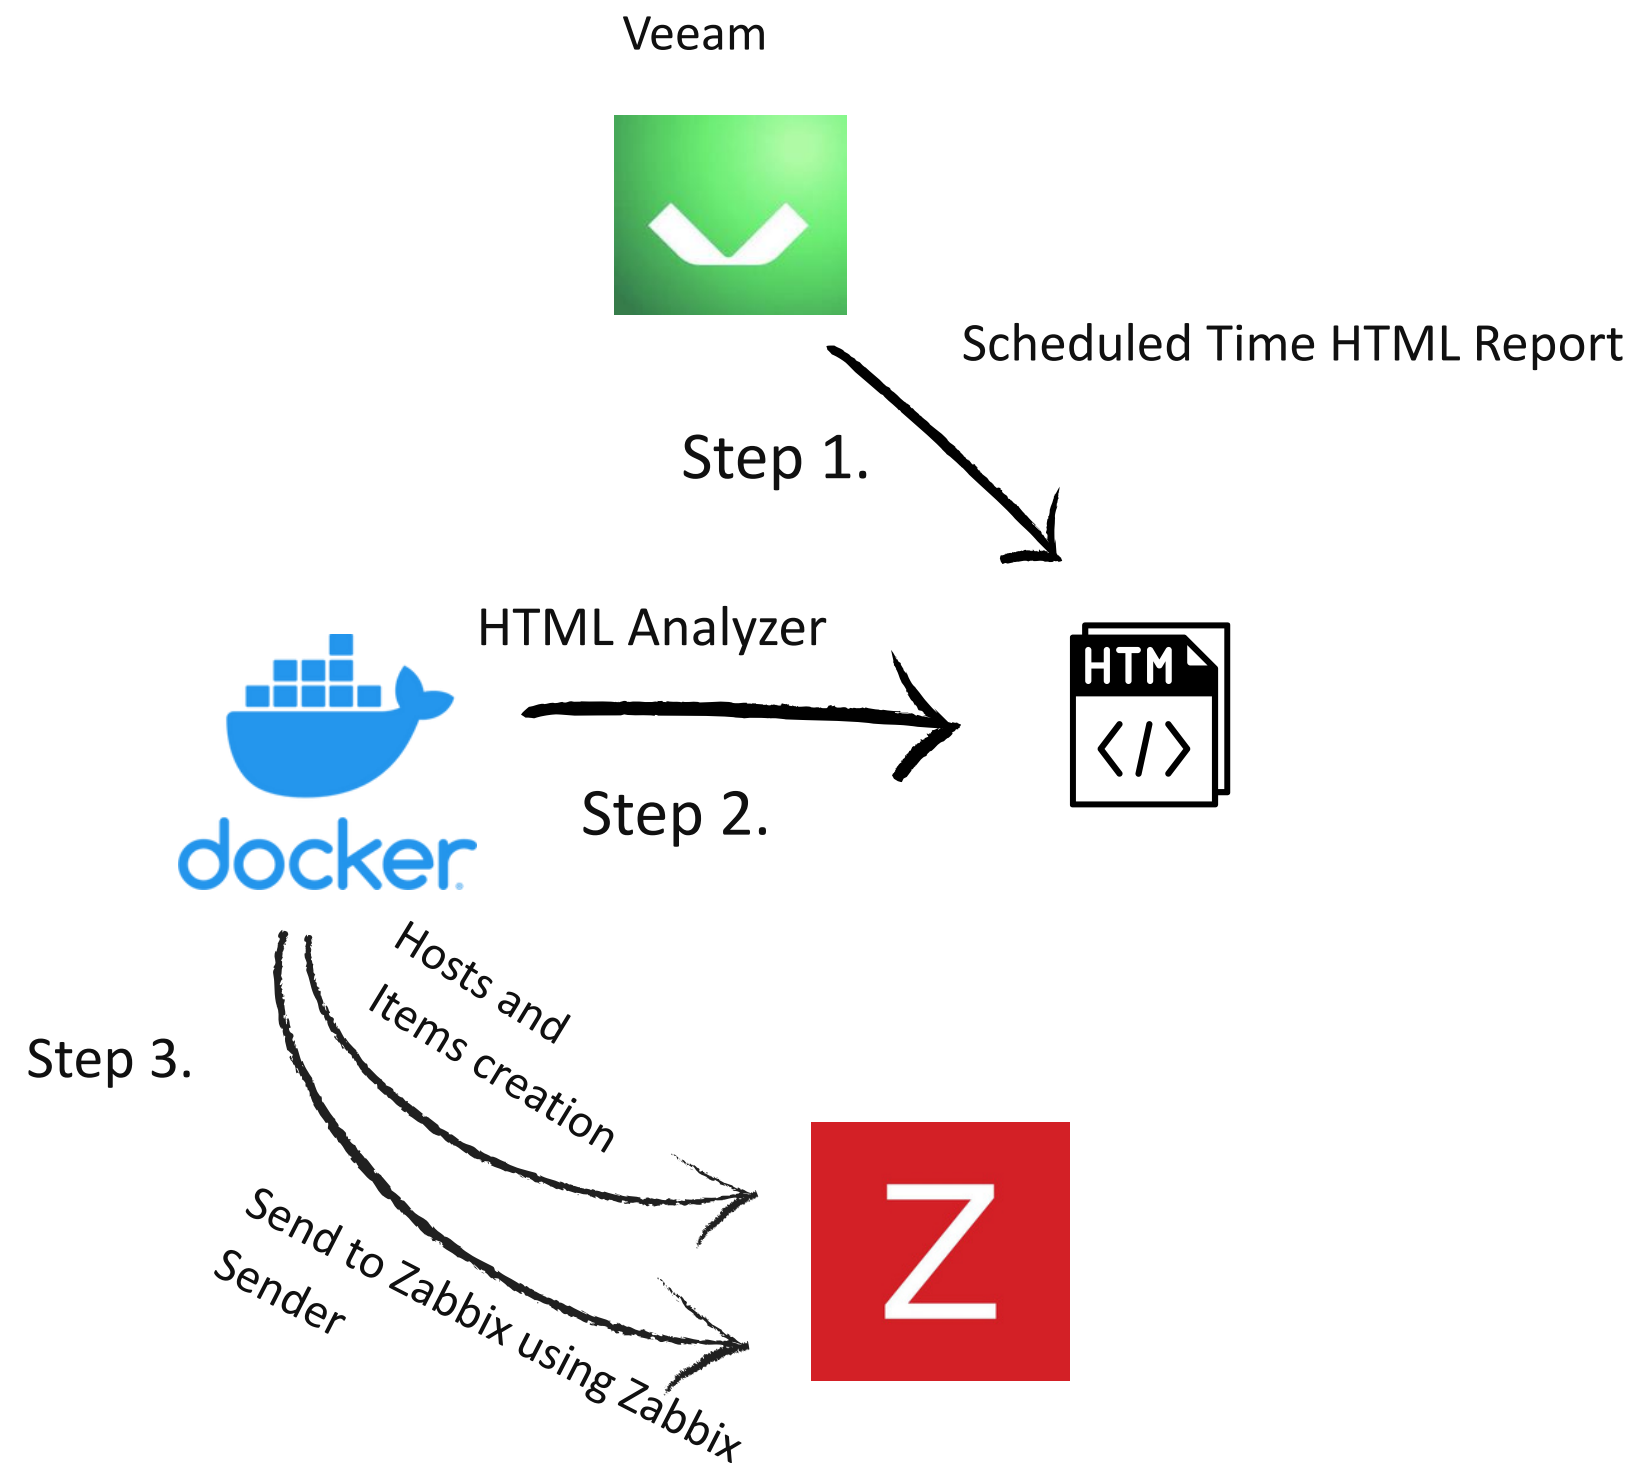 Veeam
Scheduled Time HTML Report
Step 1.
HTML Analyzer
HTM
</>
Step 2.
docker
Hosts and
Items creation
Step 3.
Z
Send to Zabbix using Zabbix
Sender